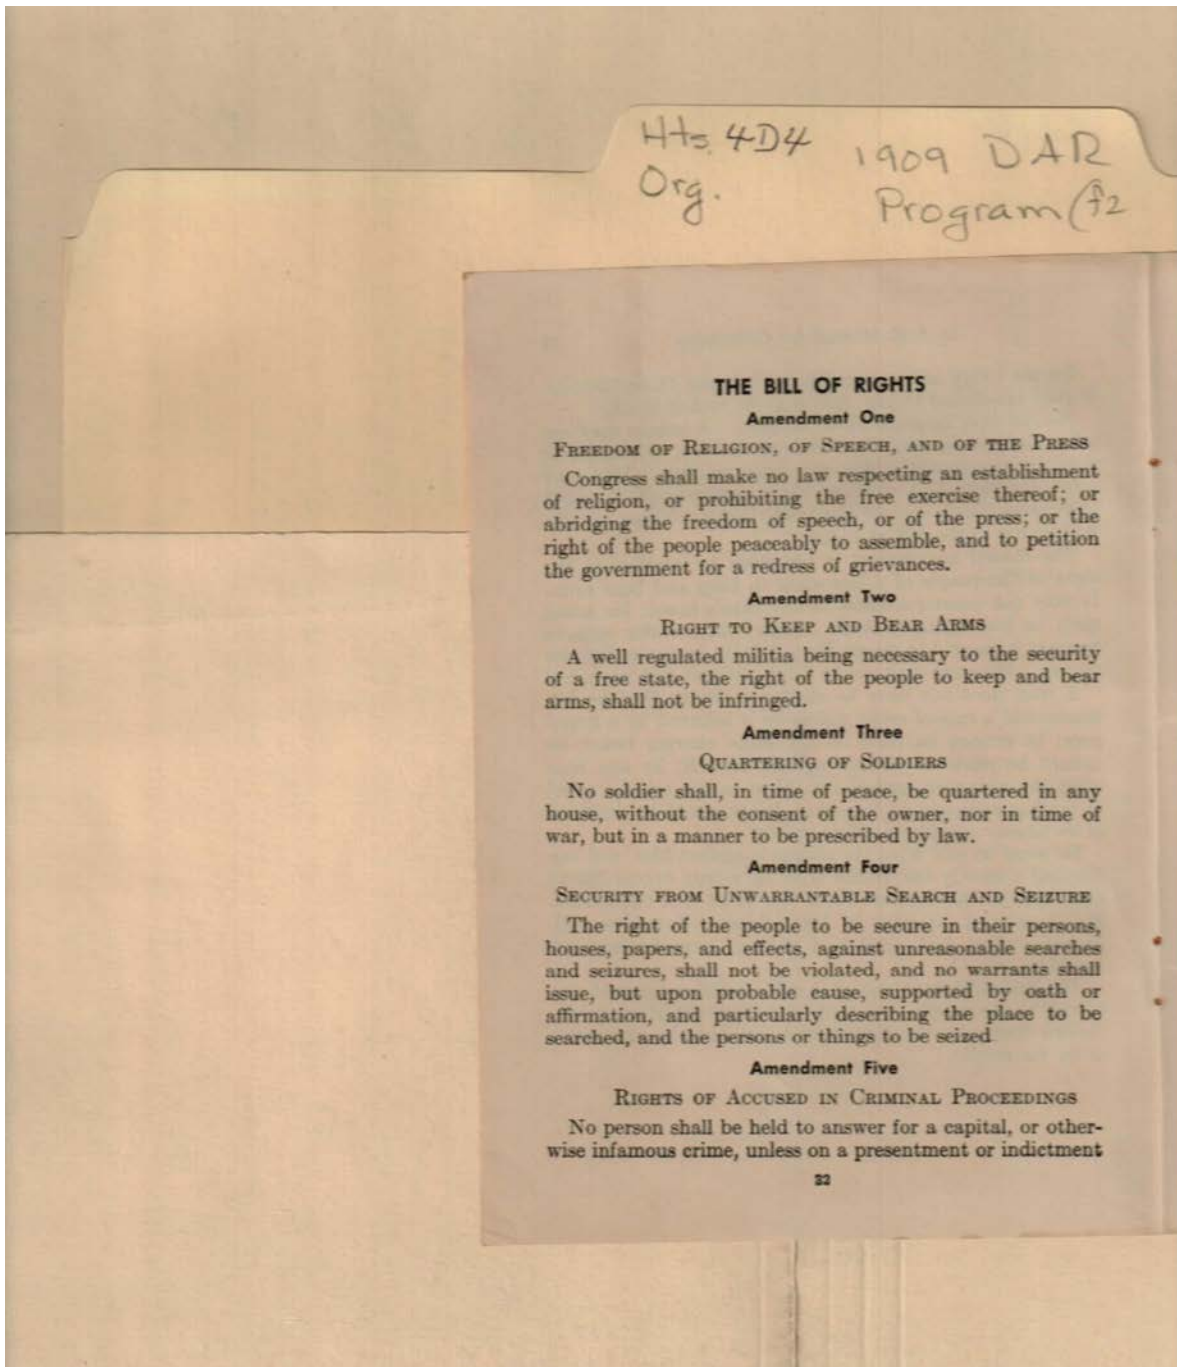 Hts. 4D4
Org.
1909 DAR
Program (f2
THE BILL OF RIGHTS
Amendment One
FREEDOM OF RELIGION, OF SPEECH, AND OF THE PRESS
Congress shall make no law respecting an establishment
of religion, or prohibiting the free exercise thereof; or
abridging the freedom of speech, or of the press; or the
right of the people peaceably to assemble, and to petition
the government for a redress of grievances.
Amendment Two
RIGHT TO KEEP AND BEAR ARMS
A well regulated militia being necessary to the security
of a free state, the right of the people to keep and bear
arms, shall not be infringed.
Amendment Three
QUARTERING OF SOLDIERS
No soldier shall, in time of peace, be quartered in any
house, without the consent of the owner, nor in time of
war, but in a manner to be prescribed by law.
Amendment Four
SECURITY FROM UNWARRANTABLE SEARCH AND SEIZURE
The right of the people to be secure in their persons,
houses, papers, and effects, against unreasonable searches
and seizures, shall not be violated, and no warrants shall
issue, but upon probable cause, supported by oath or
affirmation, and particularly describing the place to be
searched, and the persons or things to be seized
Amendment Five
RIGHTS OF ACCUSED IN CRIMINAL PROCEEDINGS
No person shall be held to answer for a capital, or other-
wise infamous crime, unless on a presentment or indictment
32